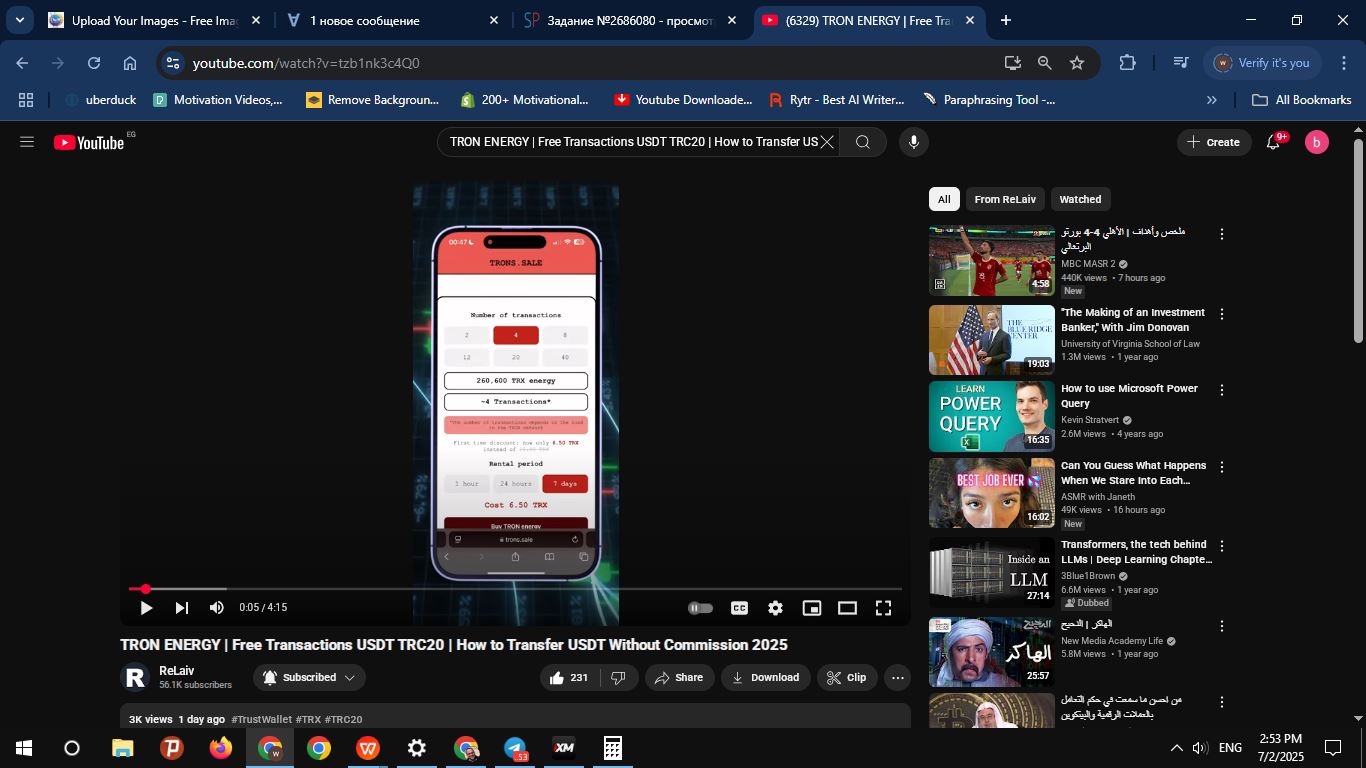 Upload Your Images - Free Imag
1 новое сообщение
Задание №2686080 - просмотр
(6329) TRON ENERGY | Free Tra
youtube.com/watch?v=tzb1nk3c4Q0
Verify it's you
uberduck
Motivation Videos,...
Remove Backgroun...
200+ Motivational...
Youtube Downloade...
Rytr - Best AI Writer...
Paraphrasing Tool -...
»
All Bookmarks
YouTube EG
TRON ENERGY | Free Transactions USDT TRC20 | How to Transfer US
Create
9+
b
00:47
TRONS.SALE
Number of transactions
2 4 8
12 20 40
260,600 TRX energy
~4 Transactions*
*The number of transactions depends on the load
in the TRON network
First time discount: now only 6.50 TRX
instead of
Rental period
1 hour 24 hours 7 days
Cost 6.50 TRX
Buy TRON energy
trons.sale
0:05 / 4:15
CC
TRON ENERGY | Free Transactions USDT TRC20 | How to Transfer USDT Without Commission 2025
R
ReLaiv
56.1K subscribers
Subscribed
231
Share
Download
Clip
3K views 1 day ago #TrustWallet #TRX #TRC20
All
From ReLaiv
Watched
4:58
ملخص وأهداف | الأهلي 4-4 بورتو
البرتغالي
MBC MASR 2
440K views • 7 hours ago
New
THE
BLUE RIDGE
CENTER
19:03
"The Making of an Investment
Banker," With Jim Donovan
University of Virginia School of Law
1.3M views • 1 year ago
LEARN
POWER
QUERY
16:35
How to use Microsoft Power
Query
Kevin Stratvert
2.6M views • 4 years ago
BEST JOB EVER
16:02
Can You Guess What Happens
When We Stare Into Each...
ASMR with Janeth
49K views • 16 hours ago
New
Inside an
LLM
27:14
Transformers, the tech behind
LLMs | Deep Learning Chapte...
3Blue1Brown
6.6M views • 1 year ago
Dubbed
الهاكر
25:57
الهاكر | الدحيح
New Media Academy Life
5.8M views • 1 year ago
من احسن ما سمعت في حكم التعامل
بالعملات الرقمية والبيتكوين
53
XM
ENG
2:53 PM
7/2/2025